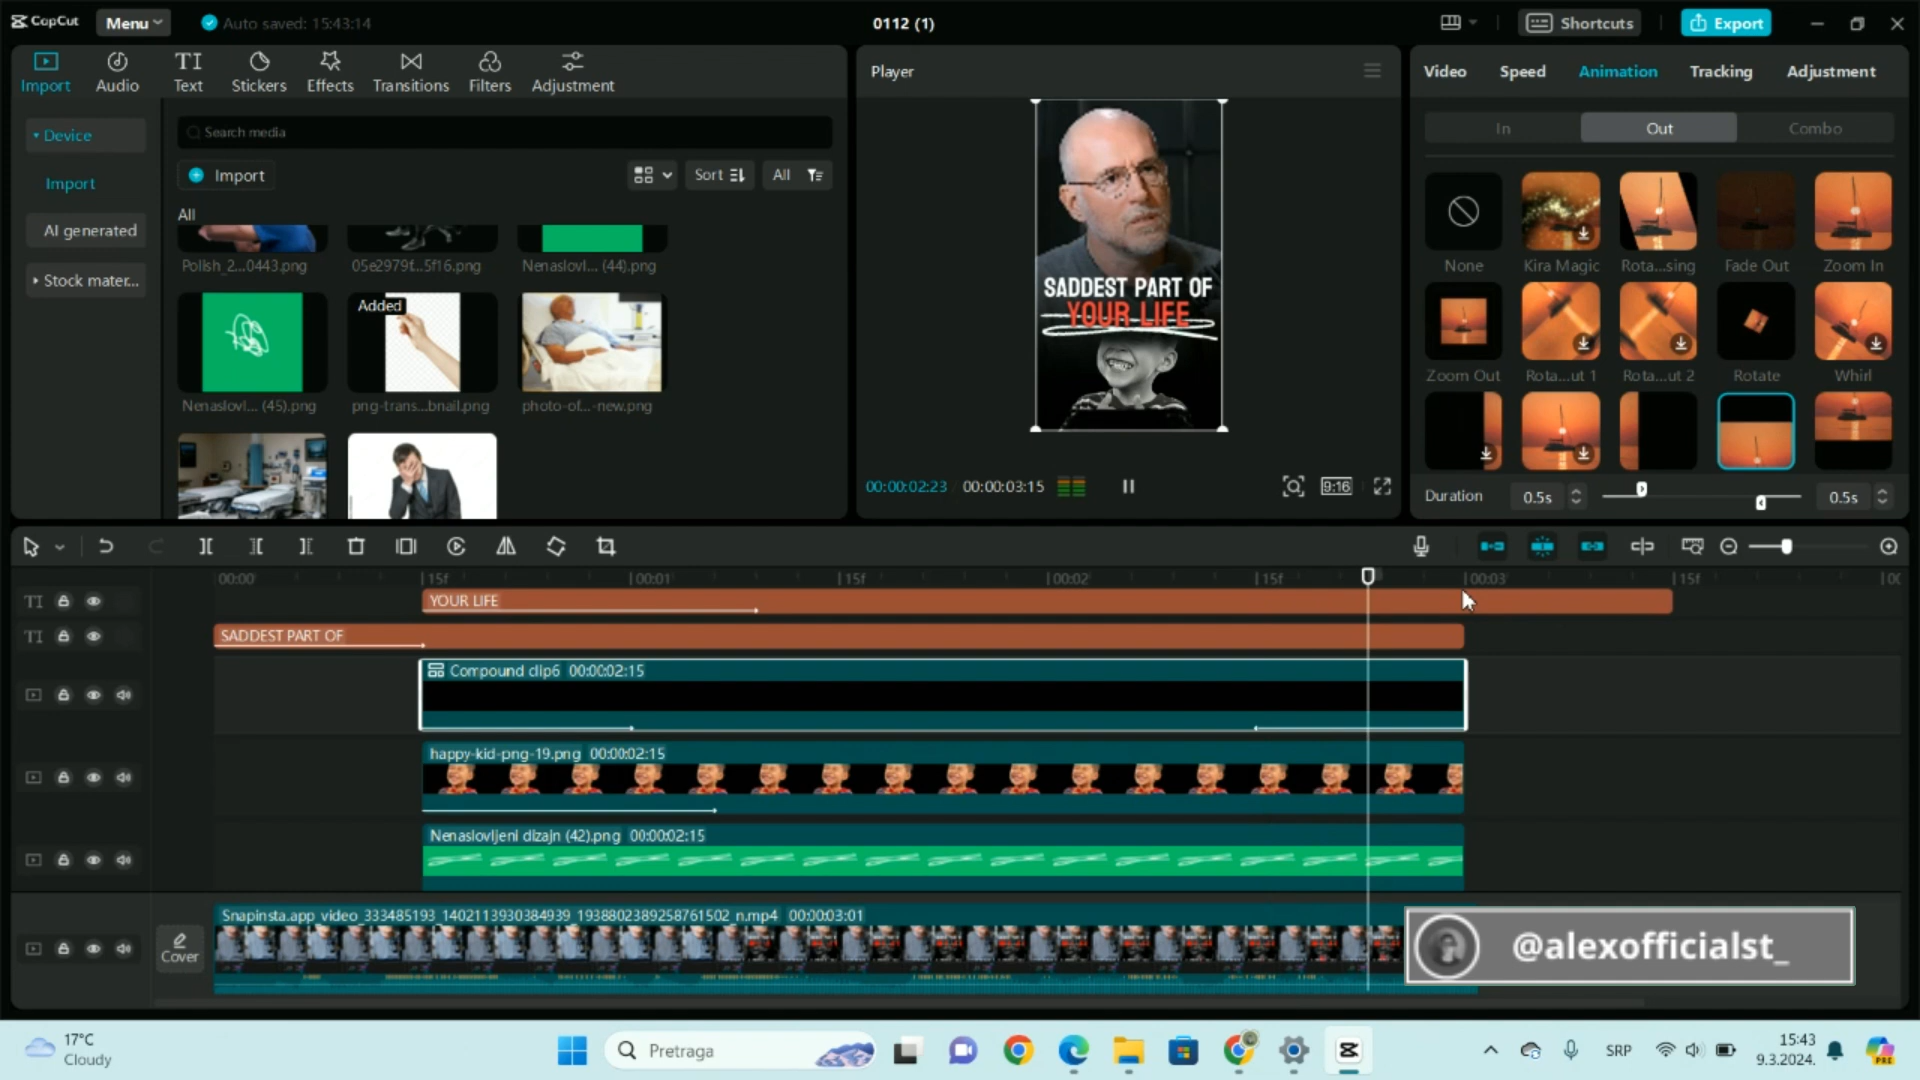 CapCut
Menu
Auto saved: 15:43:14
0112 (1)
Shortcuts
Export
Import
Audio
TI
Text
Stickers
Effects
Transitions
Filters
Adjustment
Player
Video
Speed
Animation
Tracking
Adjustment
Device
Import
AI generated
Stock mater...
Search media
Import
Sort
All
All
Polish_2...0443.png
05e2979f...5f16.png
Nenaslovl... (44).png
Added
Nenaslovl... (45).png
png-trans...bnail.png
photo-of...-new.png
SADDEST PART OF
YOUR LIFE
00:00:02:23
00:00:03:15
9:16
In
Out
Combo
None
Kira Magic
Rota...sing
Fade Out
Zoom In
Zoom Out
Rota...ut 1
Rota...ut 2
Rotate
Whirl
Duration
0.5s
0.5s
00:00
15f
00:01
15f
00:02
15f
00:03
15f
TI
YOUR LIFE
TI
SADDEST PART OF
Compound clip6 00:00:02:15
happy-kid-png-19.png 00:00:02:15
Nenaslovljeni dizajn (42).png 00:00:02:15
Cover
Snapinsta.app_video_333485193_1402113930384939_1938802389258761502_n.mp4 00:00:03:01
@alexofficialst_
17°C
Cloudy
Pretraga
SRP
15:43
9.3.2024.
PRE